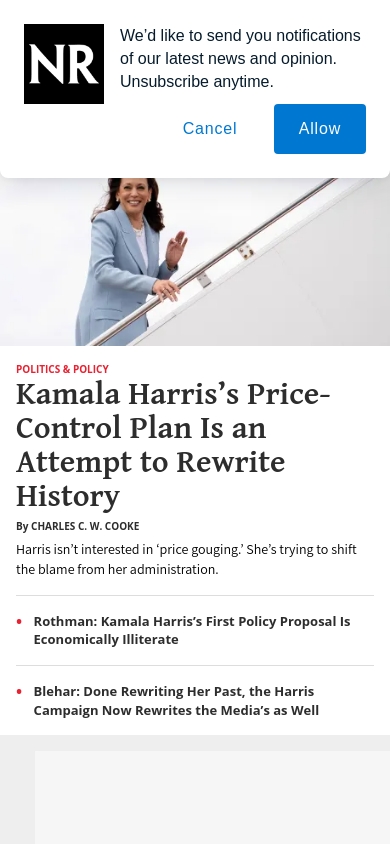 NR
We’d like to send you notifications
of our latest news and opinion.
Unsubscribe anytime.
Cancel
Allow
POLITICS & POLICY
Kamala Harris’s Price-
Control Plan Is an
Attempt to Rewrite
History
By CHARLES C. W. COOKE
Harris isn’t interested in ‘price gouging.’ She’s trying to shift
the blame from her administration.
• Rothman: Kamala Harris’s First Policy Proposal Is
Economically Illiterate
• Blehar: Done Rewriting Her Past, the Harris
Campaign Now Rewrites the Media’s as Well